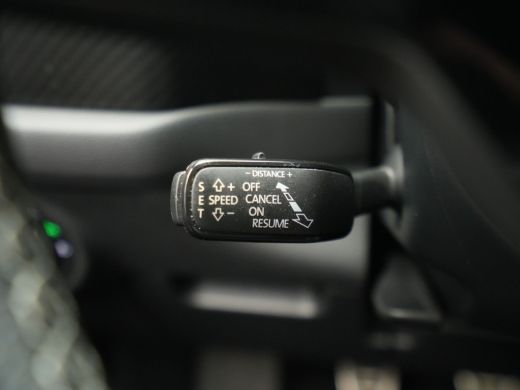 - DISTANCE +
S + OFF
E SPEED CANCEL
T - ON
RESUME